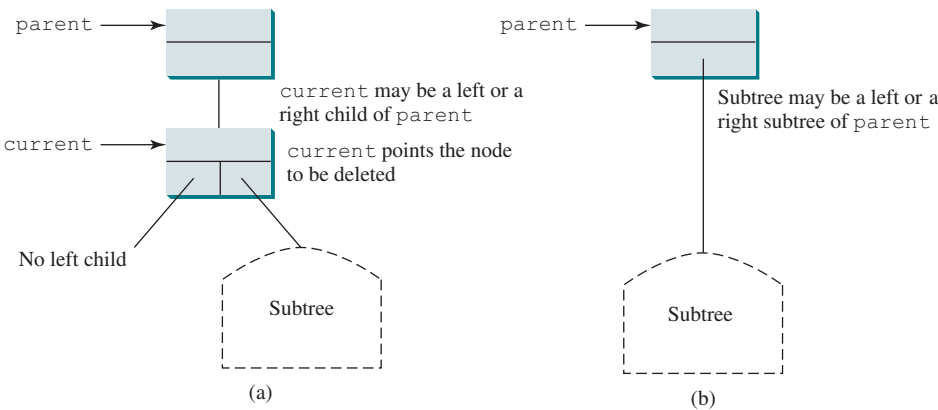 parent
current may be a left or a
right child of parent
current
current points the node
to be deleted
No left child
Subtree
(a)
parent
Subtree may be a left or a
right subtree of parent
Subtree
(b)